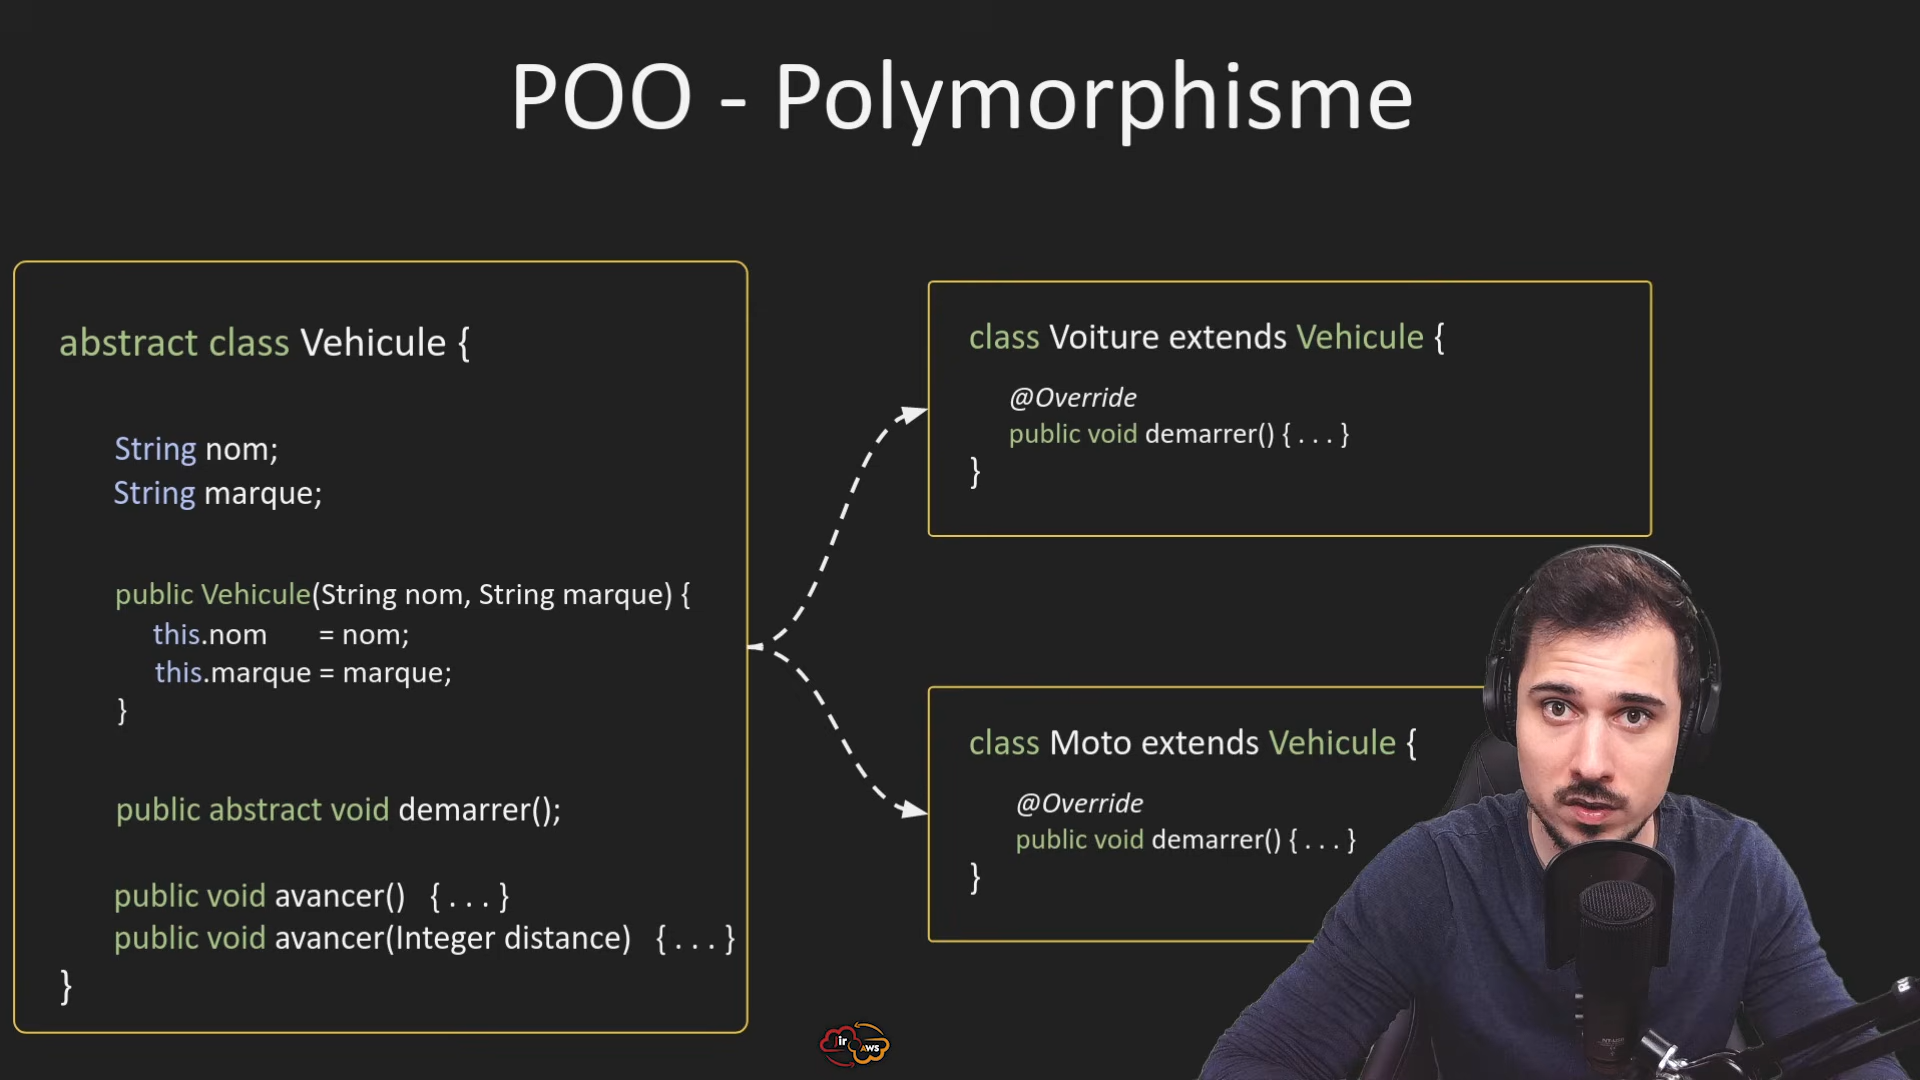 POO - Polymorphisme
abstract class Vehicule {
String nom;
String marque;
public Vehicule(String nom, String marque) {
this.nom = nom;
this.marque = marque;
}
public abstract void demarrer();
public void avancer() { . . . }
public void avancer(Integer distance) { . . . }
}
class Voiture extends Vehicule {
@Override
public void demarrer() { . . . }
}
class Moto extends Vehicule {
@Override
public void demarrer() { . . . }
}